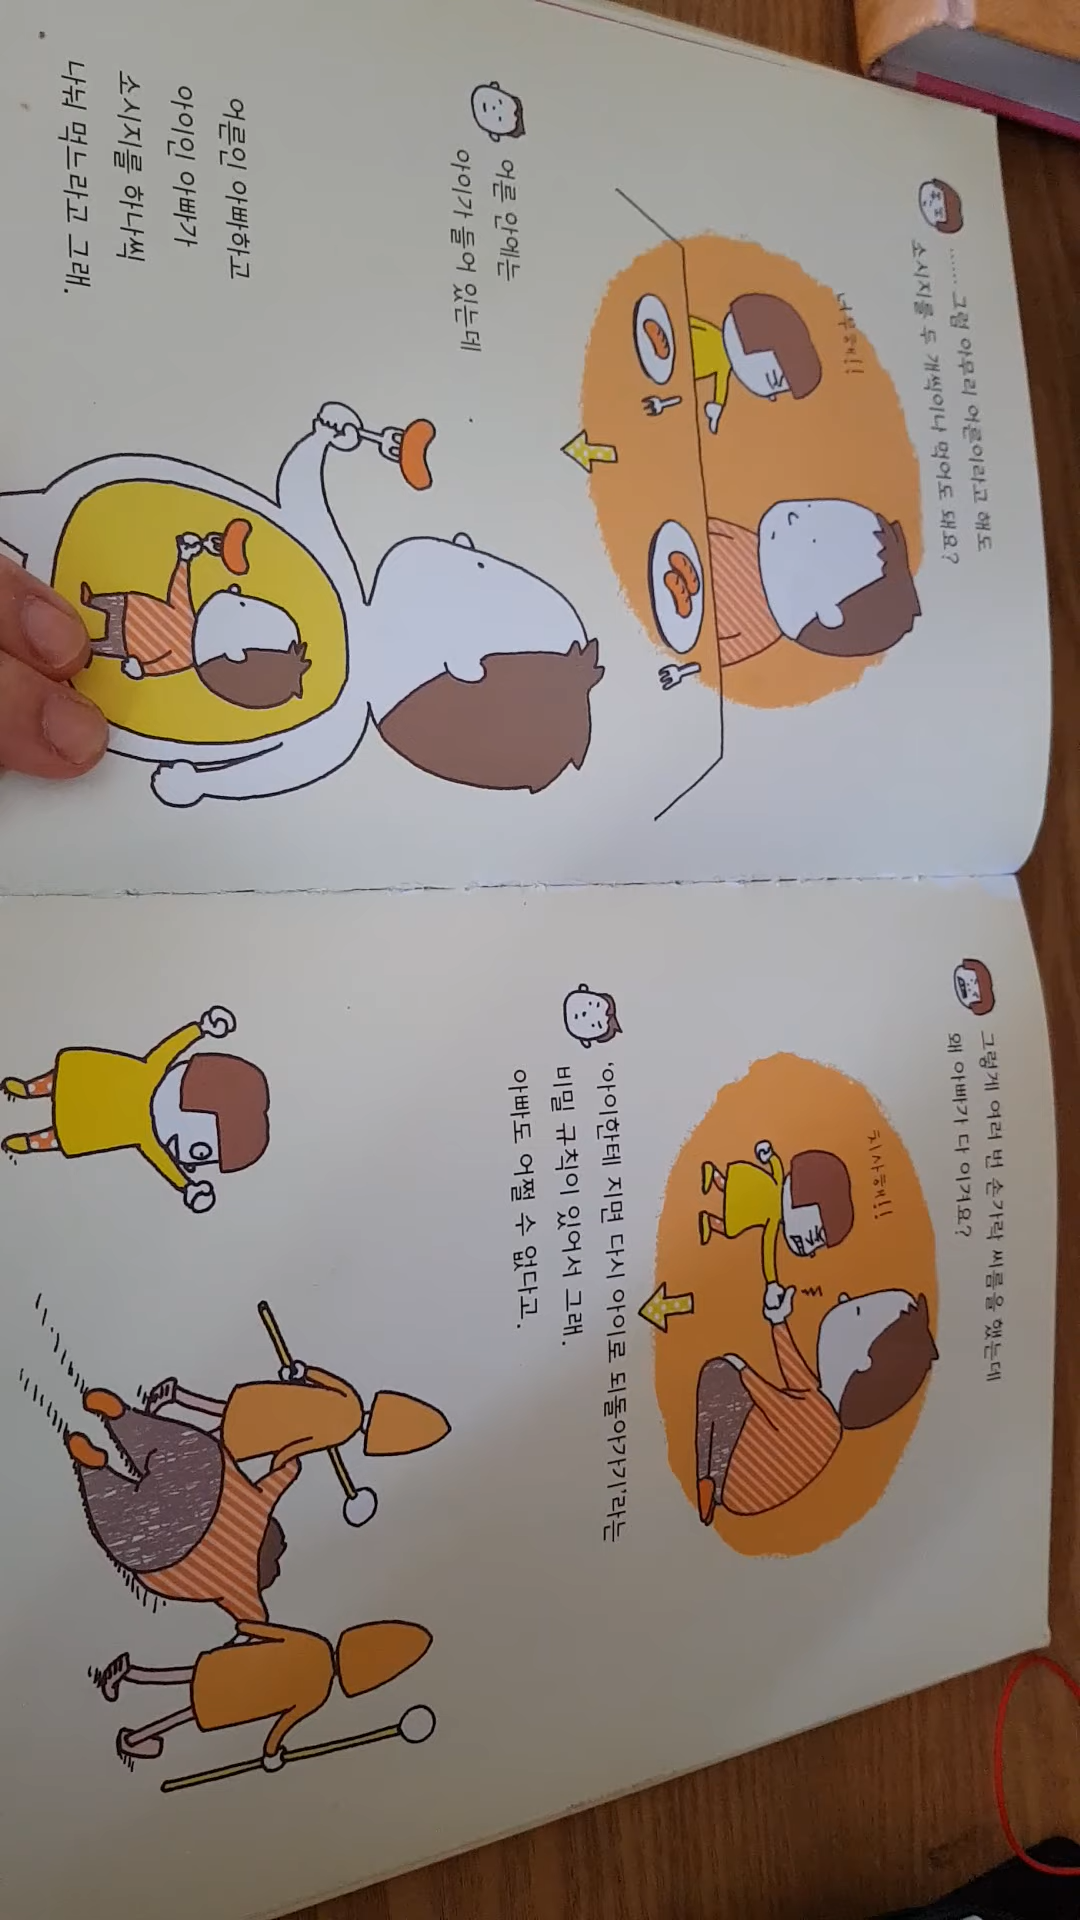 …… 그럼 아무리 어른이라고 해도
소시지를 두 개씩이나 먹어도 돼요?
너무해!!
어른 안에는
아이가 들어 있는데
어른인 아빠하고
아이인 아빠가
소시지를 하나씩
나눠 먹느라고 그래.
그렇게 여러 번 손가락 씨름을 했는데
왜 아빠가 다 이겨요?
치사해!!
'아이한테 지면 다시 아이로 되돌아가기'라는
비밀 규칙이 있어서 그래.
아빠도 어쩔 수 없다고.